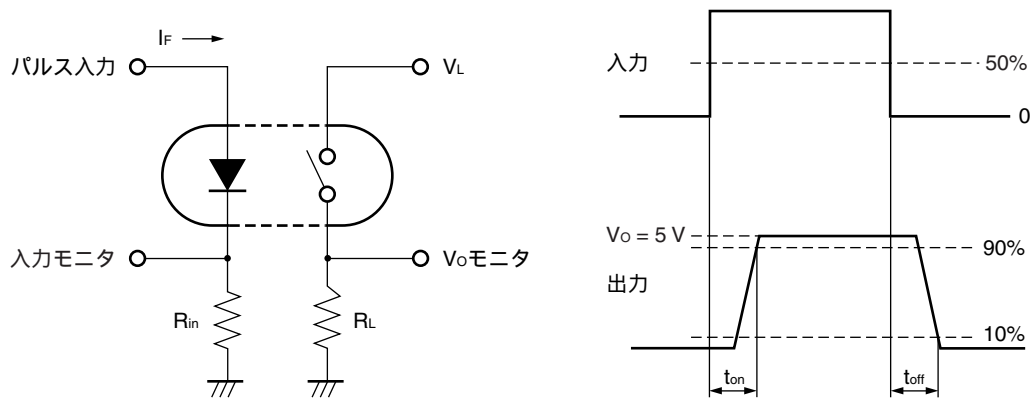 IF
パルス入力
VL
入力モニタ
VOモニタ
Rin
RL
入力
50%
0
VO = 5 V
90%
出力
10%
ton
toff